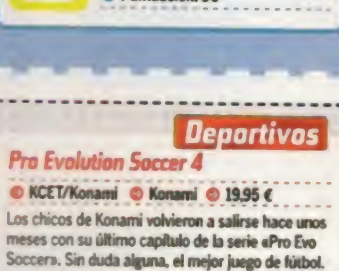 Deportivos
Pro Evolution Soccer 4
KCET/Konami Konami 19,95 €
Los chicos de Konami volvieron a salirse hace unos
meses con su último capítulo de la serie «Pro Evo
Soccer». Sin duda alguna, el mejor juego de fútbol.